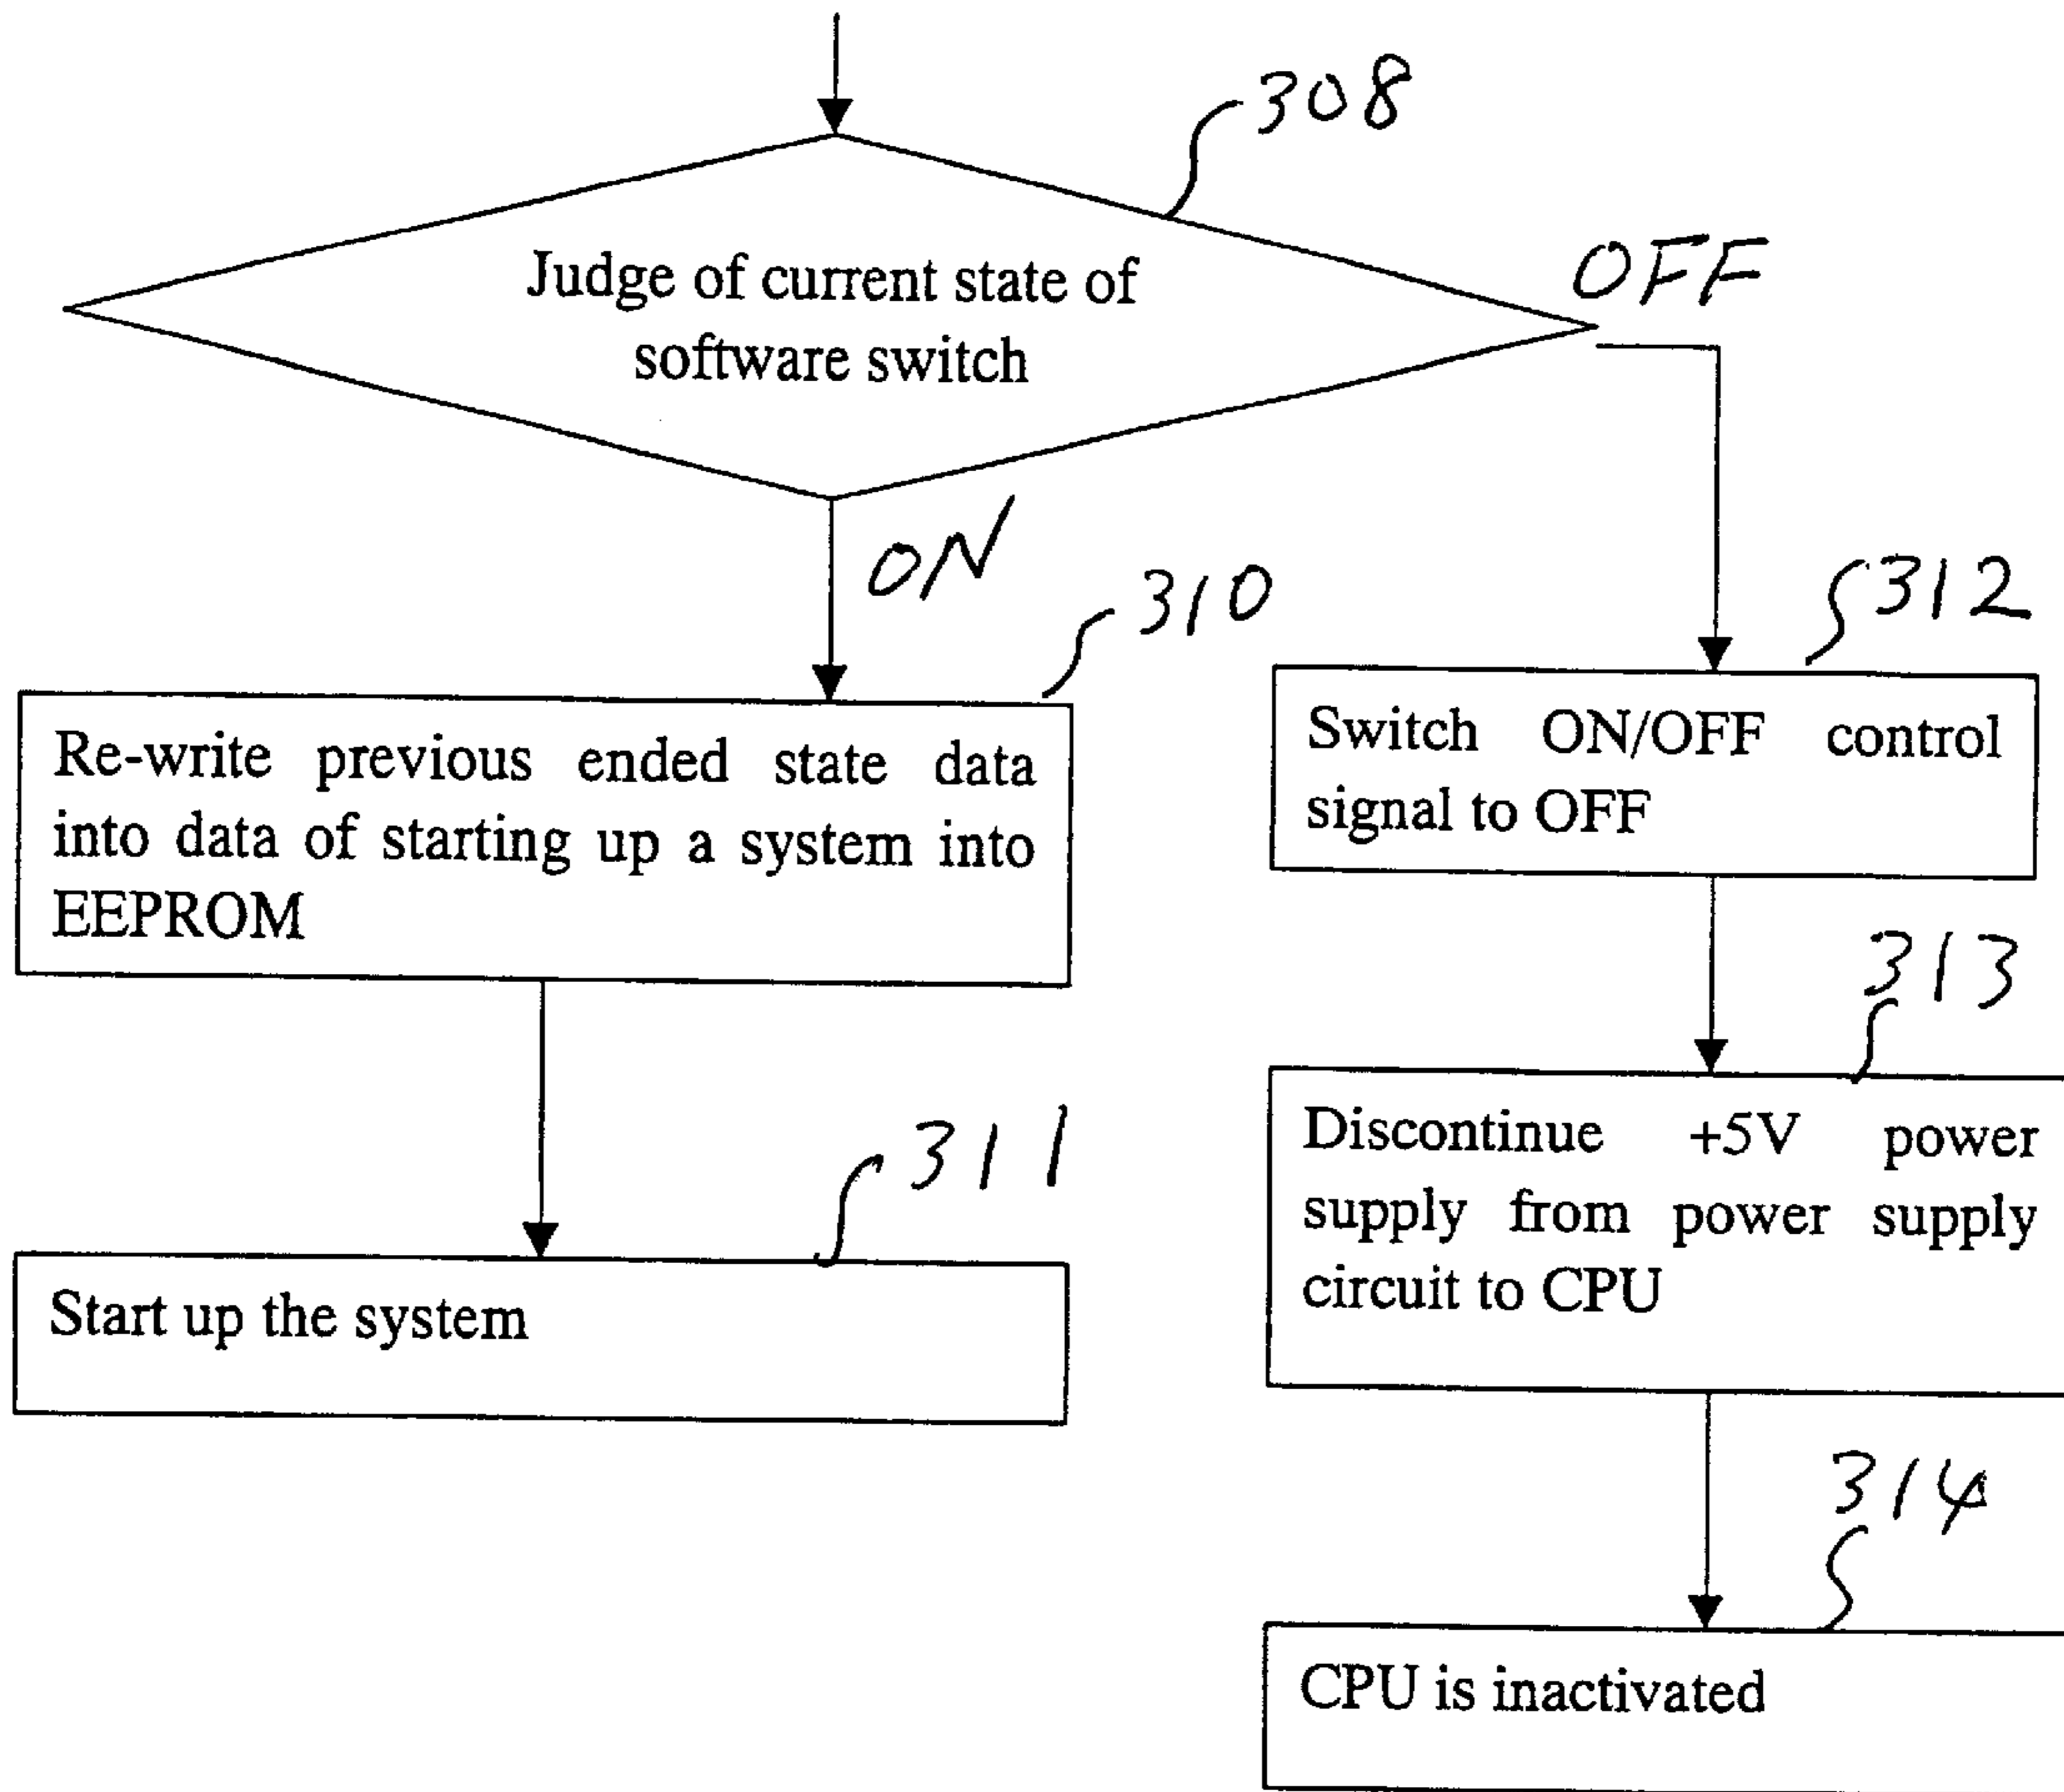 308
Judge of current state of
software switch
OFF
ON
310
Re-write previous ended state data
into data of starting up a system into
EEPROM
311
Start up the system
312
Switch ON/OFF control
signal to OFF
313
Discontinue +5V power
supply from power supply
circuit to CPU
314
CPU is inactivated